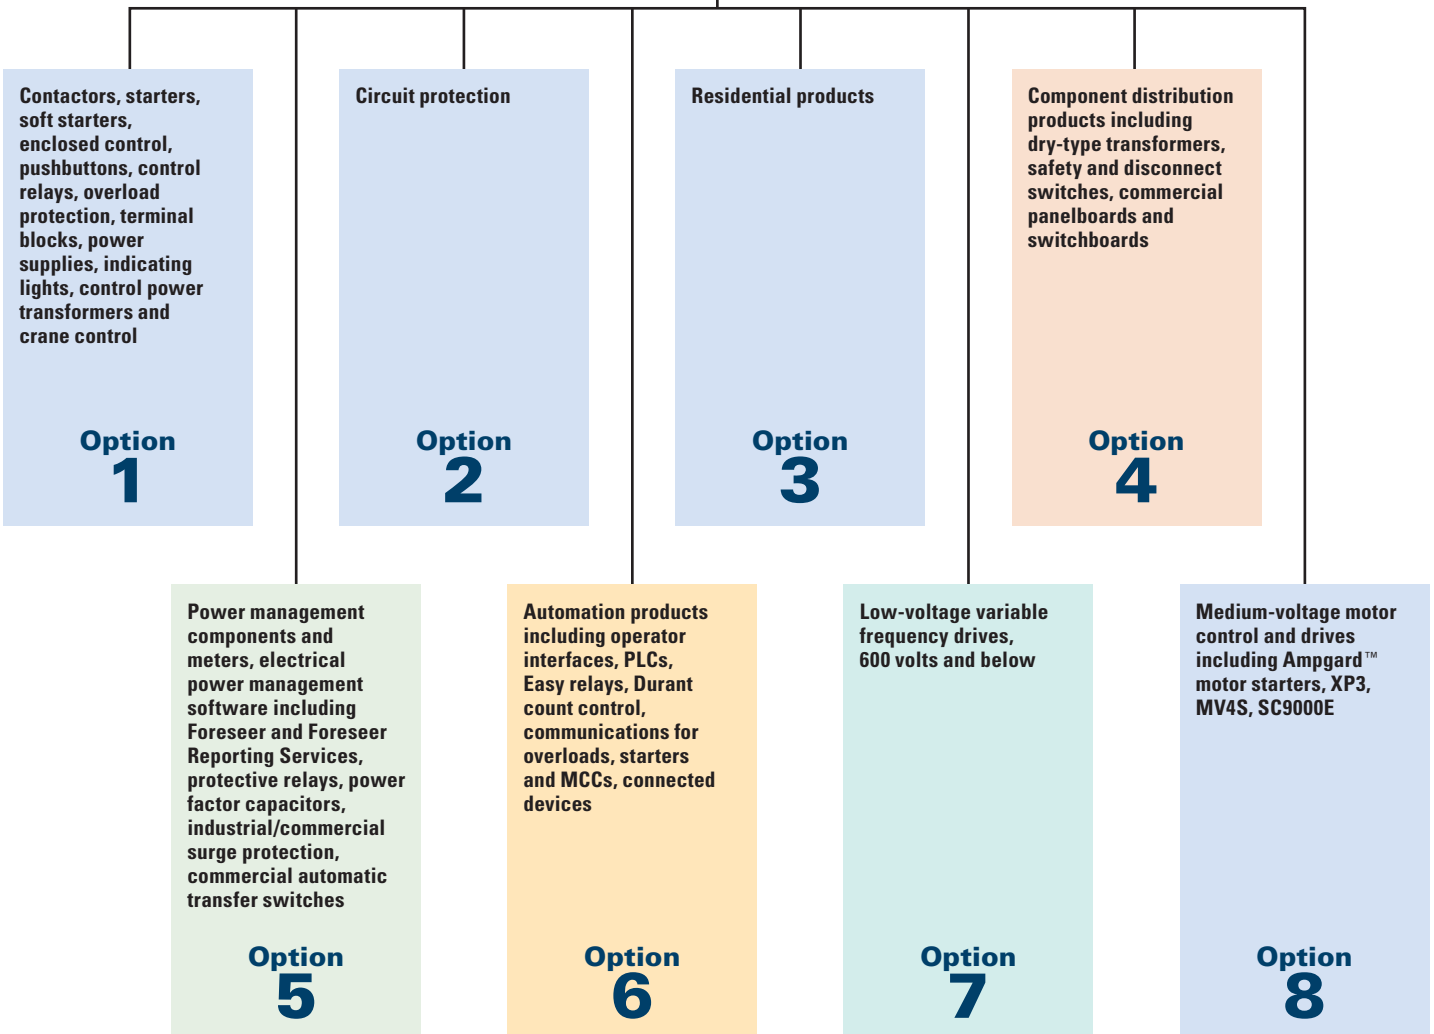 Contactors, starters,
soft starters,
enclosed control,
pushbuttons, control
relays, overload
protection, terminal
blocks, power
supplies, indicating
lights, control power
transformers and
crane control
Option
1
Circuit protection
Option
2
Residential products
Option
3
Component distribution
products including
dry-type transformers,
safety and disconnect
switches, commercial
panelboards and
switchboards
Option
4
Power management
components and
meters, electrical
power management
software including
Foreseer and Foreseer
Reporting Services,
protective relays, power
factor capacitors,
industrial/commercial
surge protection,
commercial automatic
transfer switches
Option
5
Automation products
including operator
interfaces, PLCs,
Easy relays, Durant
count control,
communications for
overloads, starters
and MCCs, connected
devices
Option
6
Low-voltage variable
frequency drives,
600 volts and below
Option
7
Medium-voltage motor
control and drives
including Ampgard™
motor starters, XP3,
MV4S, SC9000E
Option
8